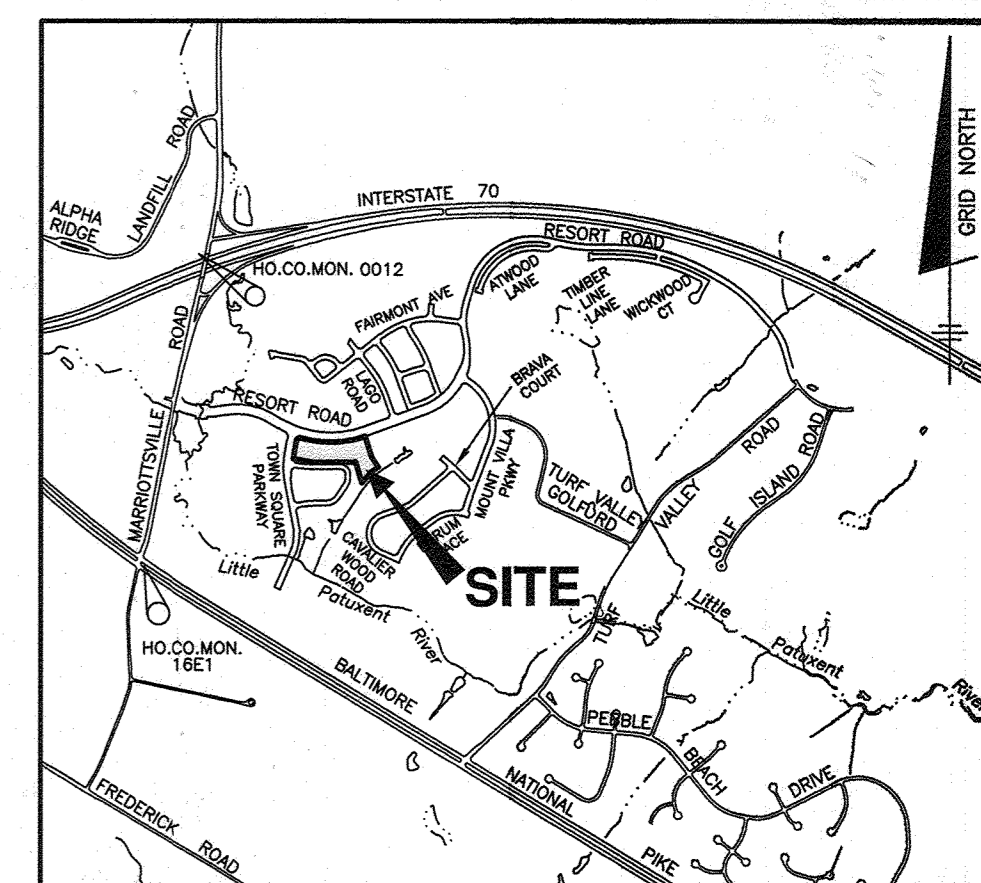 GRID NORTH
LANDFILL ROAD
ALPHA
RIDGE
INTERSTATE 70
RESORT ROAD
HO.CO.MON. 0012
ATWOOD
LANE
TIMBER
LINE
LANE
WICKWOOD
CT
FAIRMONT AVE
ROAD
LAGO
ROAD
BRAVA
COURT
RESORT ROAD
MARRIOTTSVILLE
TOWN SQUARE
PARKWAY
MOUNT VILLA
PKWY
TURF VALLEY
GOLFORD
VALLEY ROAD
GOLF ISLAND ROAD
CAVALIER
WOOD
ROAD
SITE
Little
Patuxent
River
TURF
Little
Patuxent
River
HO.CO.MON.
16E1
BALTIMORE
NATIONAL
PIKE
PEBBLE
BEACH
DRIVE
FREDERICK
ROAD